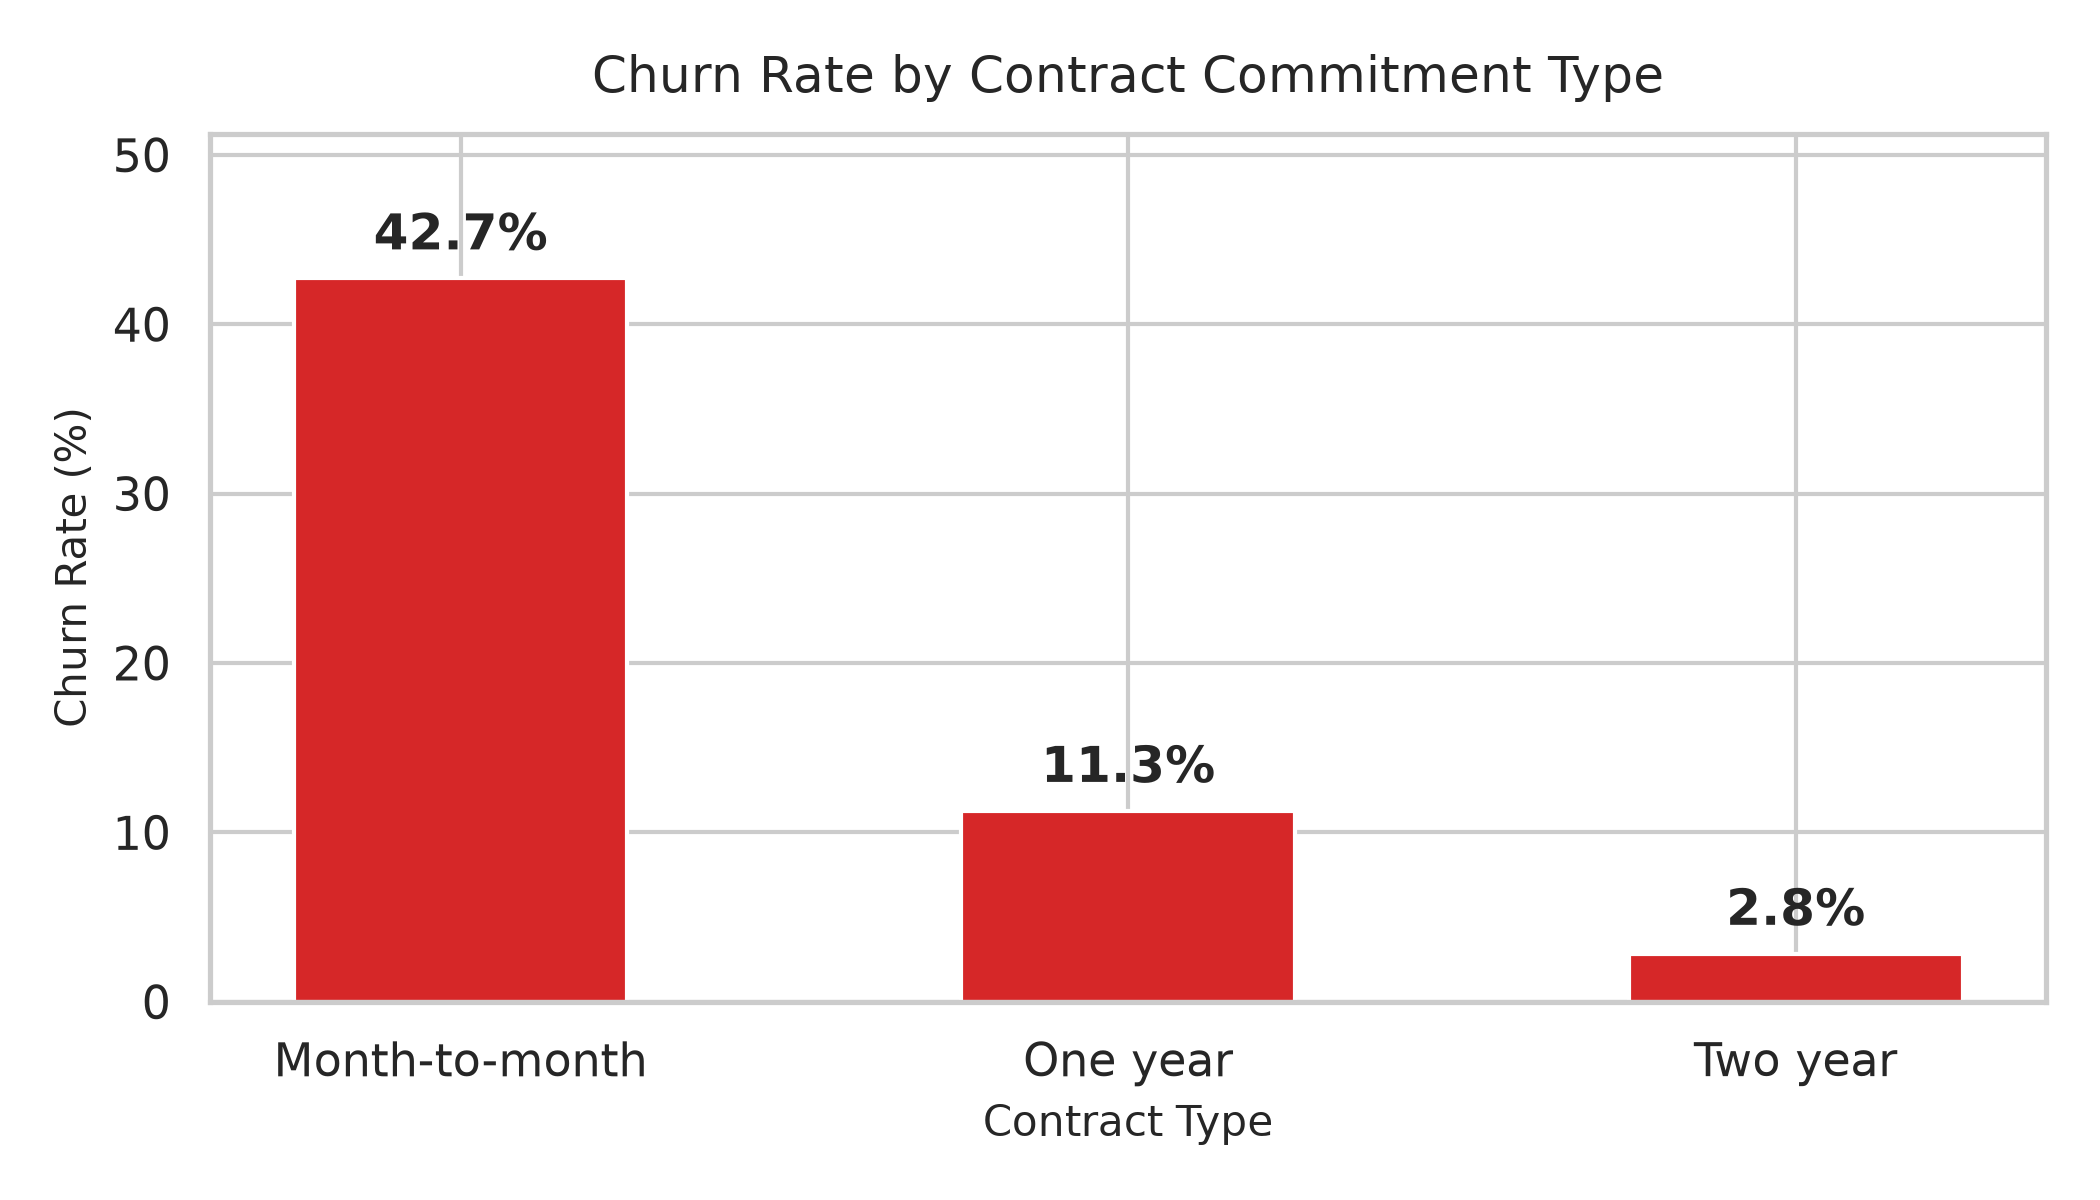 Churn Rate by Contract Commitment Type
Churn Rate (%)
50
40
30
20
10
0
42.7%
11.3%
2.8%
Month-to-month
One year
Two year
Contract Type